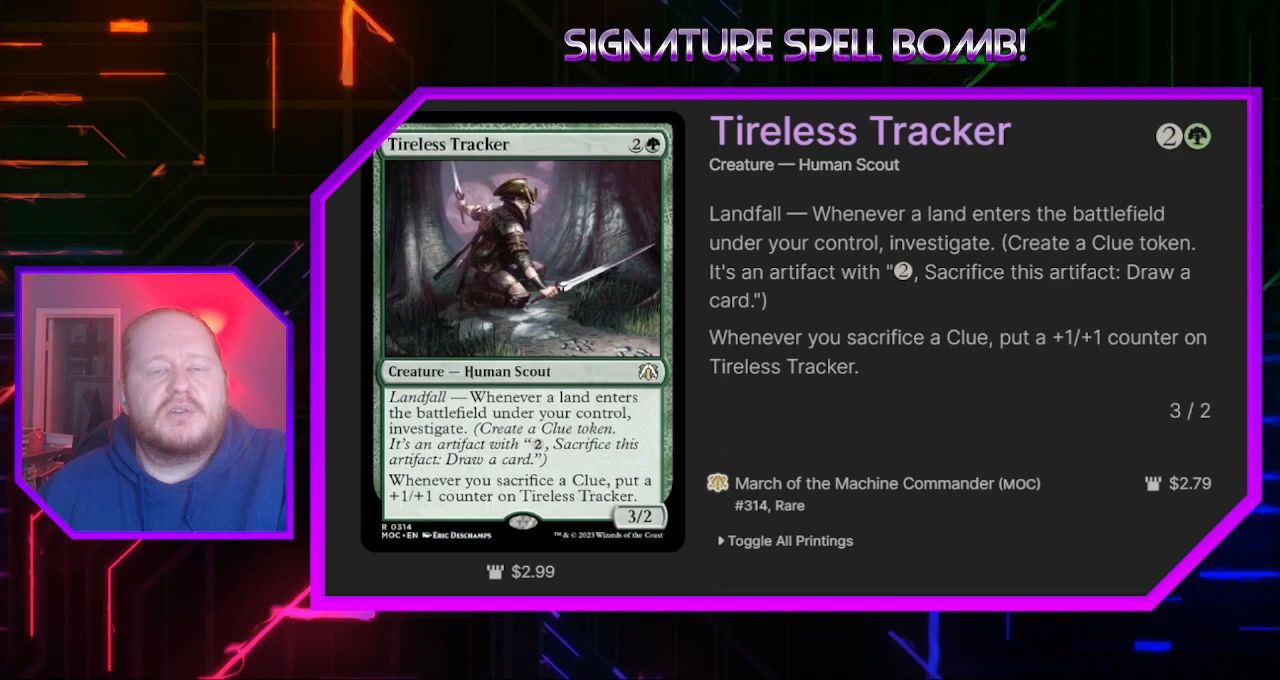 SIGNATURE SPELL BOMB!
Tireless Tracker 2
Creature — Human Scout
Landfall — Whenever a land enters
the battlefield under your control,
investigate. (Create a Clue token.
It's an artifact with “2, Sacrifice this
artifact: Draw a card.”)
Whenever you sacrifice a Clue, put a
+1/+1 counter on Tireless Tracker.
3/2
R 0314
MOC • EN ERIC DESCHAMPS
™ & © 2023 Wizards of the Coast
$2.99
Tireless Tracker 2
Creature — Human Scout
Landfall — Whenever a land enters the battlefield
under your control, investigate. (Create a Clue token.
It's an artifact with "2, Sacrifice this artifact: Draw a
card.")
Whenever you sacrifice a Clue, put a +1/+1 counter on
Tireless Tracker.
3 / 2
March of the Machine Commander (MOC) $2.79
#314, Rare
Toggle All Printings